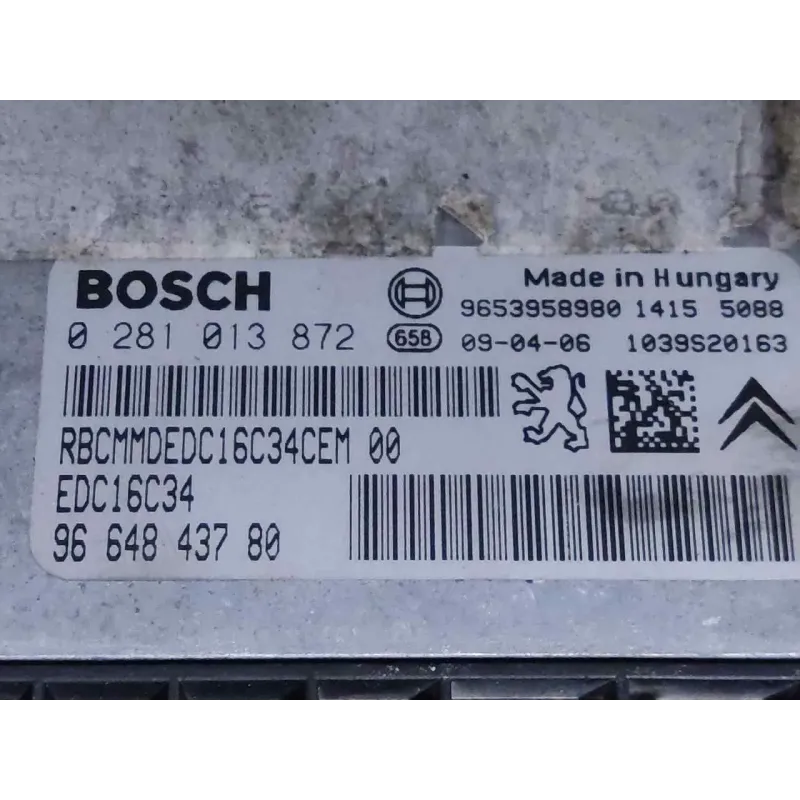 BOSCH
Made in Hungary
9653958980 1415 5088
0 281 013 872
658
09-04-06 1039S20163
RBCMMDEDC16C34CEM 00
EDC16C34
96 648 437 80